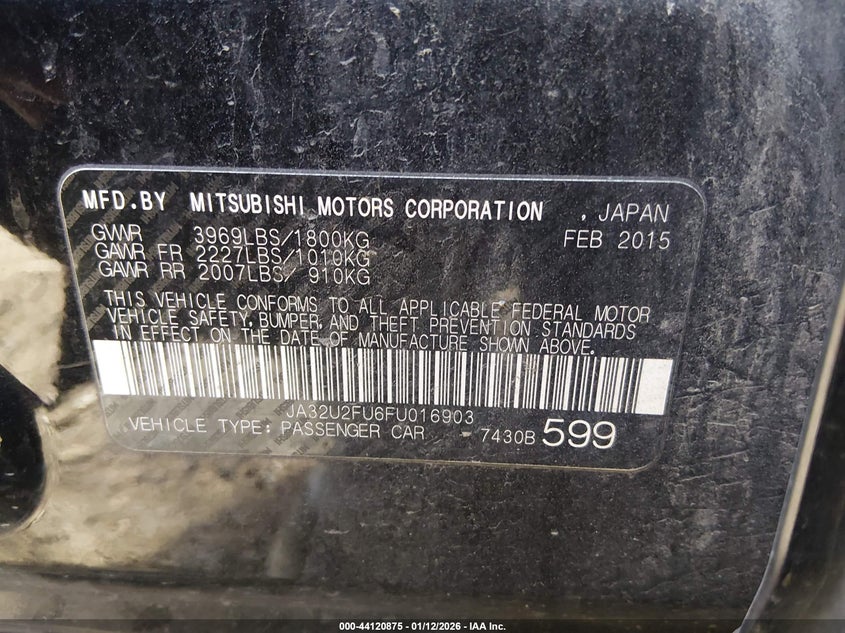 MFD.BY MITSUBISHI MOTORS CORPORATION , JAPAN
GVWR 3969LBS/1800KG FEB 2015
GAWR FR 2227LBS/1010KG
GAWR RR 2007LBS/ 910KG
THIS VEHICLE CONFORMS TO ALL APPLICABLE FEDERAL MOTOR
VEHICLE SAFETY, BUMPER, AND THEFT PREVENTION STANDARDS
IN EFFECT ON THE DATE OF MANUFACTURE SHOWN ABOVE.
JA32U2FU6FU016903
VEHICLE TYPE: PASSENGER CAR 7430B 599
000-44120875 - 01/12/2026 - IAA Inc.